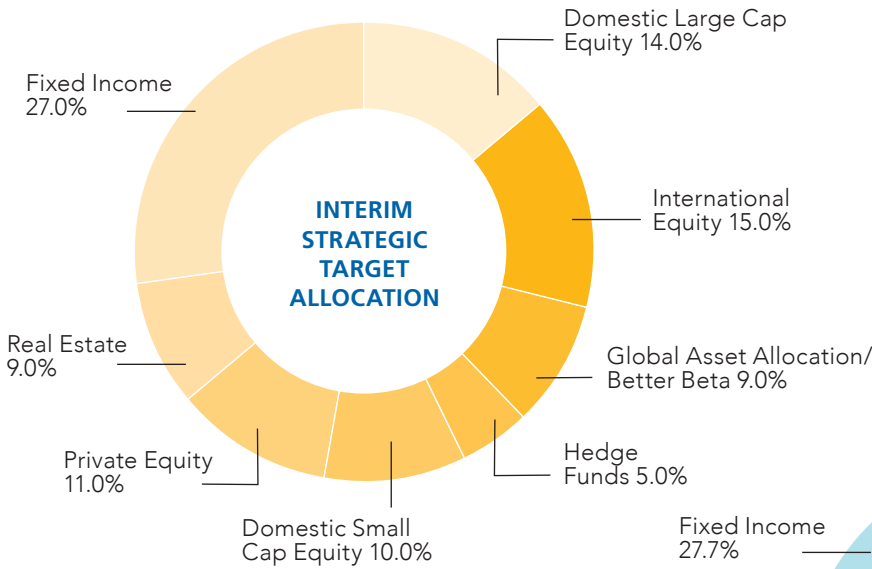 Domestic Large Cap
Equity 14.0%
Fixed Income
27.0%
International
Equity 15.0%
INTERIM
STRATEGIC
TARGET
ALLOCATION
Real Estate
9.0%
Global Asset Allocation/
Better Beta 9.0%
Private Equity
11.0%
Hedge
Funds 5.0%
Domestic Small
Cap Equity 10.0%
Fixed Income
27.7%